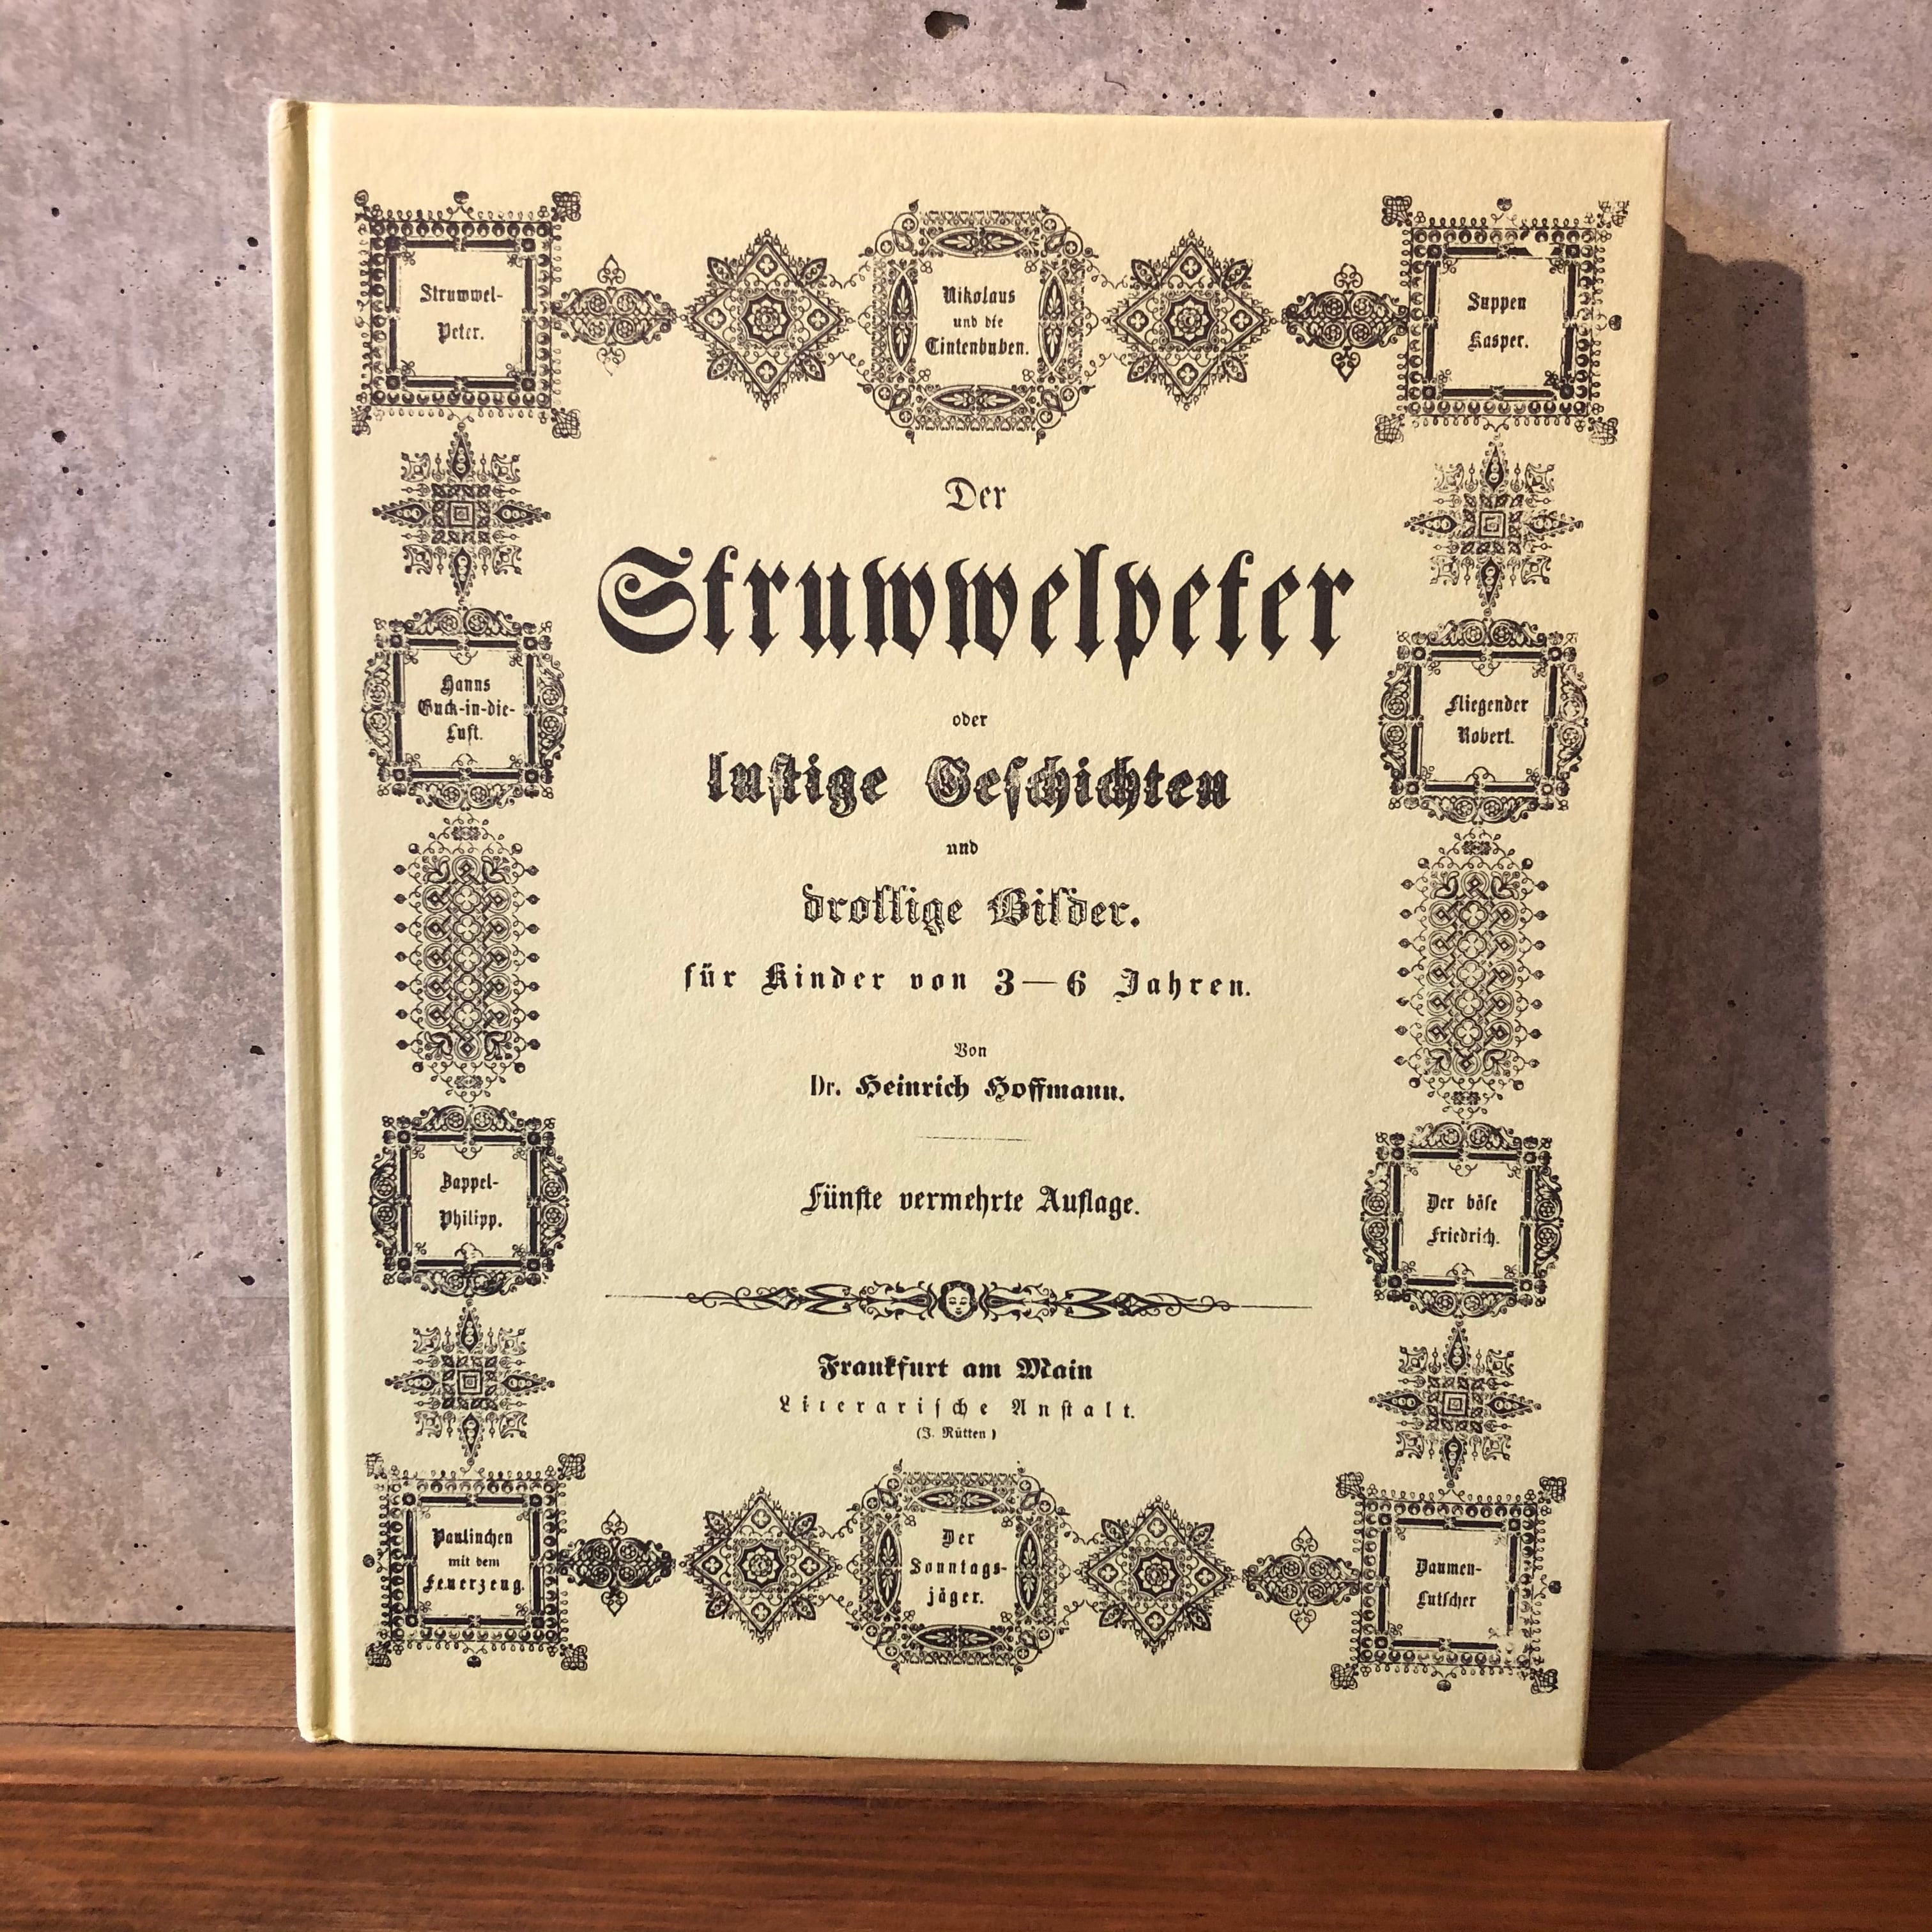 Struwwel-
Peter.
Nikolaus
und die
Tintenbuben.
Suppen
Kasper.
Der
Struwwelpeter
oder
luſtige Geſchichten
und
drollige Bilder.
für Kinder von 3—6 Jahren.
Von
Dr. Heinrich Hoffmann.
Fünfte vermehrte Auflage.
Frankfurt am Main
Literariſche Anſtalt.
(J. Rütten)
Hanns
Guck-in-die-
Luft.
Fliegender
Robert.
Zappel-
Philipp.
Der böſe
Friedrich.
Paulinchen
mit dem
Feuerzeug.
Der
Sonntags-
jäger.
Daumen-
Lutſcher